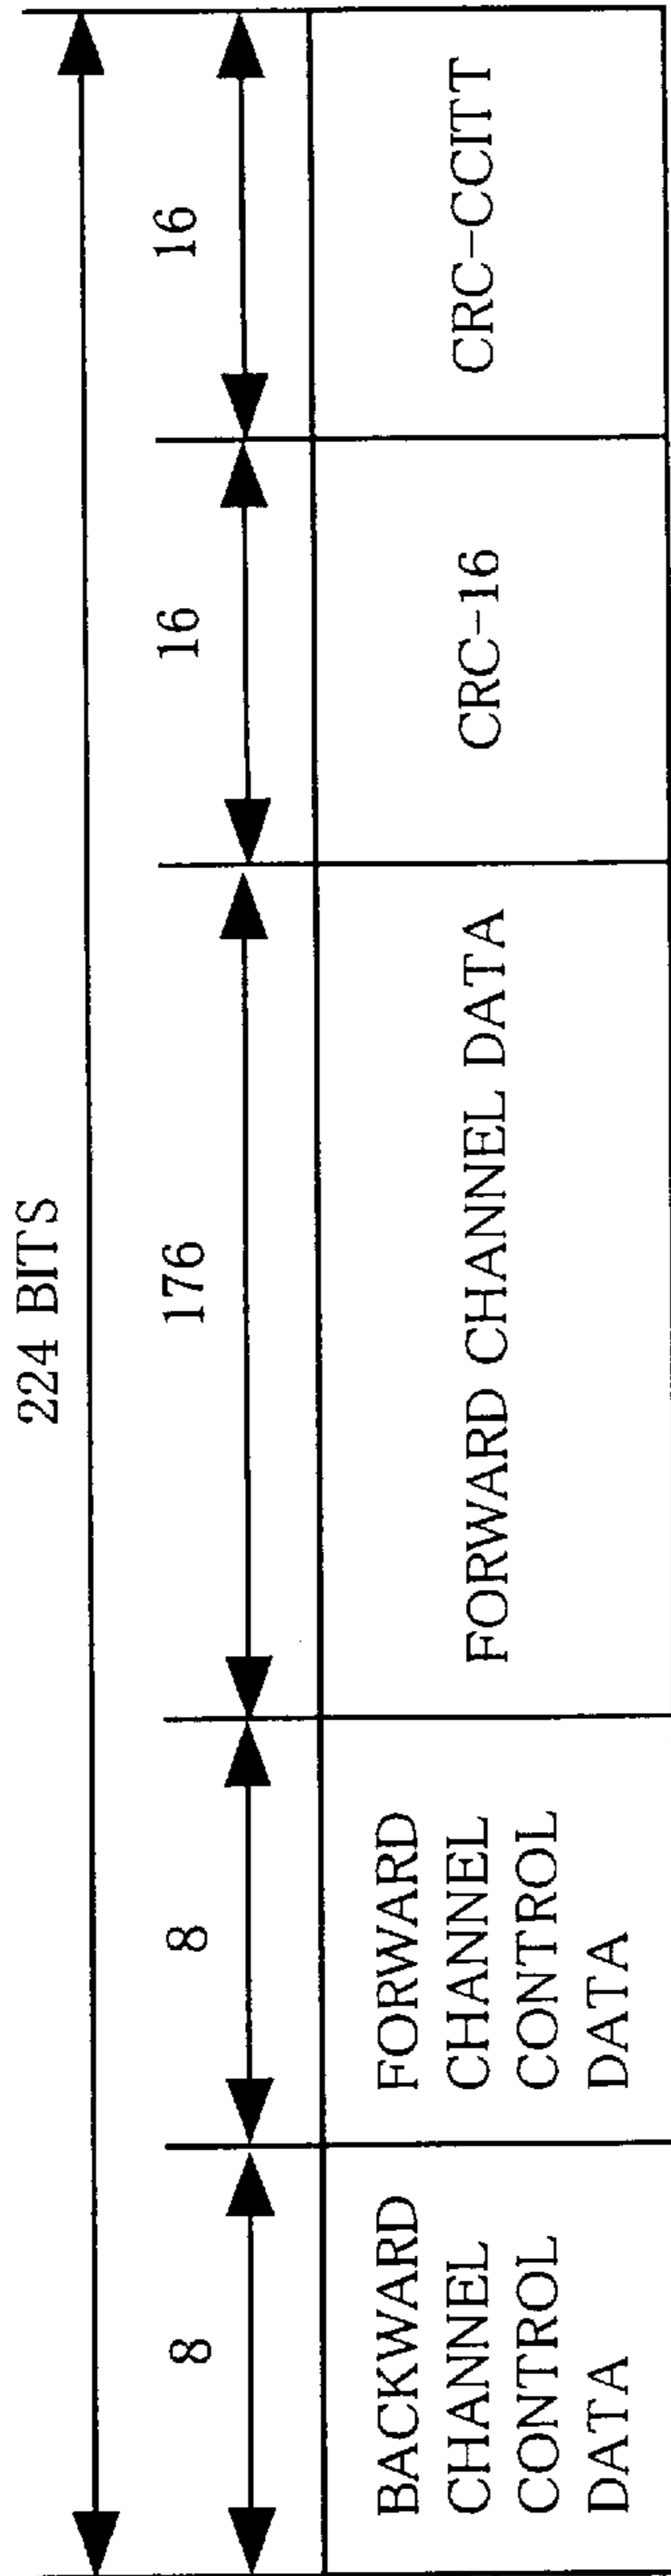 224 BITS
8
8
176
16
16
BACKWARD
CHANNEL
CONTROL
DATA
FORWARD
CHANNEL
CONTROL
DATA
FORWARD CHANNEL DATA
CRC-16
CRC-CCITT